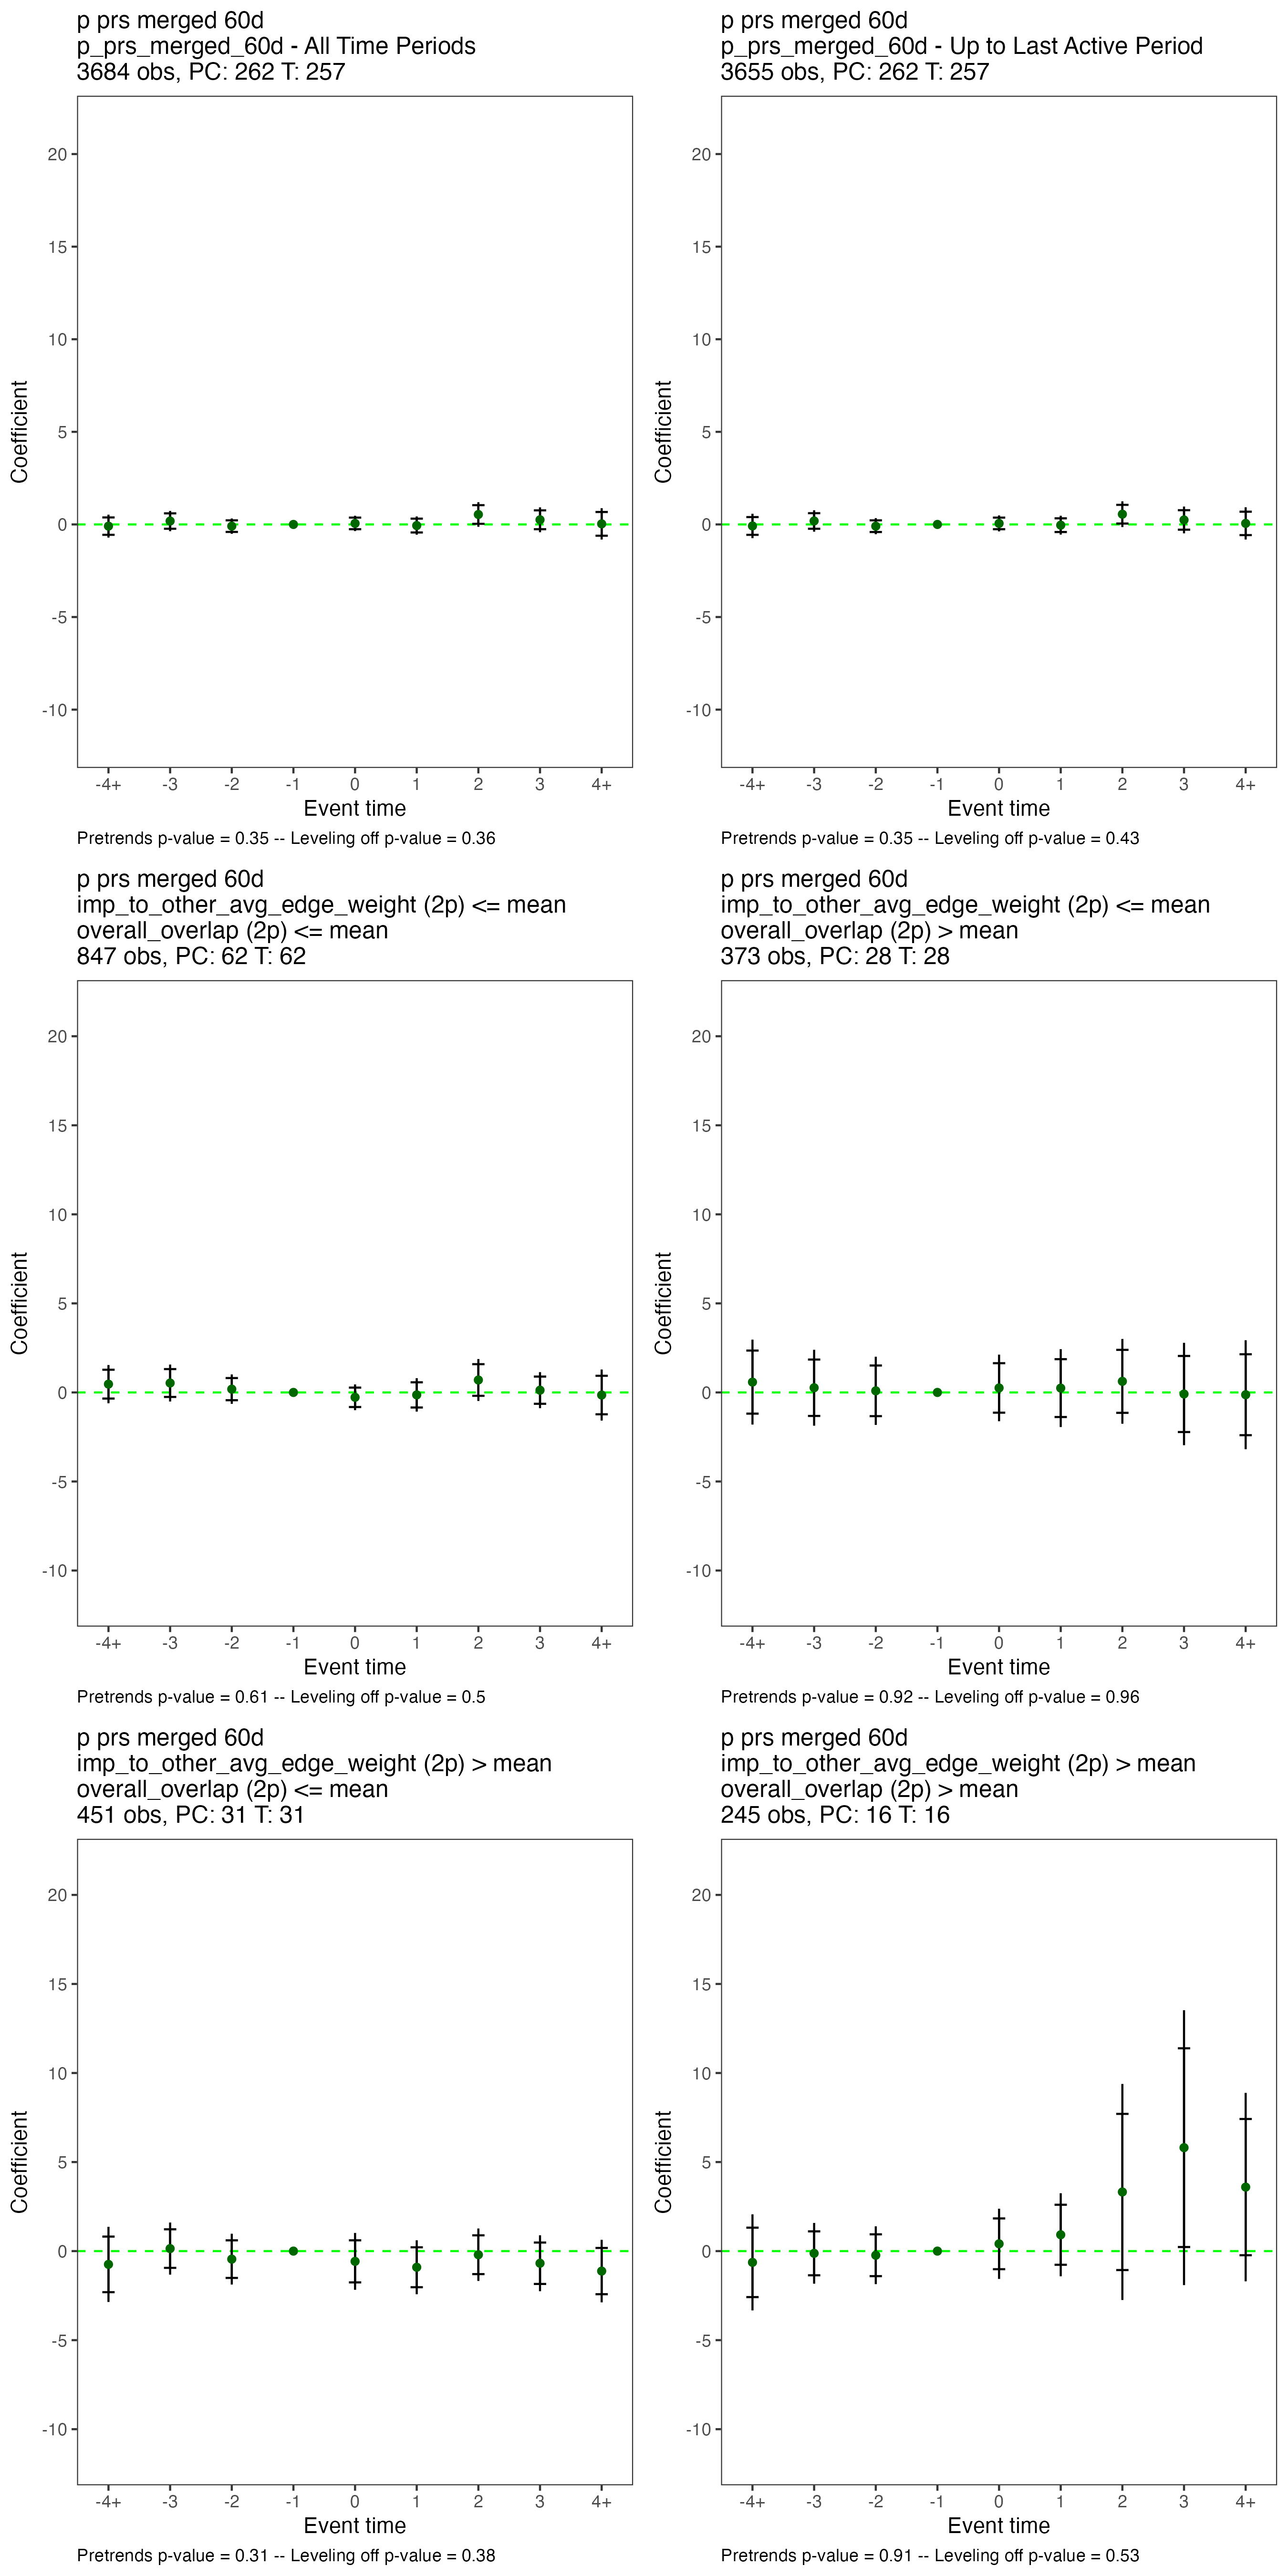 p prs merged 60d
p_prs_merged_60d - All Time Periods
3684 obs, PC: 262 T: 257
20
15
10
5
0
-5
-10
Coefficient
-4+ -3 -2 -1 0 1 2 3 4+
Event time
Pretrends p-value = 0.35 -- Leveling off p-value = 0.36
p prs merged 60d
p_prs_merged_60d - Up to Last Active Period
3655 obs, PC: 262 T: 257
20
15
10
5
0
-5
-10
Coefficient
-4+ -3 -2 -1 0 1 2 3 4+
Event time
Pretrends p-value = 0.35 -- Leveling off p-value = 0.43
p prs merged 60d
imp_to_other_avg_edge_weight (2p) <= mean
overall_overlap (2p) <= mean
847 obs, PC: 62 T: 62
20
15
10
5
0
-5
-10
Coefficient
-4+ -3 -2 -1 0 1 2 3 4+
Event time
Pretrends p-value = 0.61 -- Leveling off p-value = 0.5
p prs merged 60d
imp_to_other_avg_edge_weight (2p) <= mean
overall_overlap (2p) > mean
373 obs, PC: 28 T: 28
20
15
10
5
0
-5
-10
Coefficient
-4+ -3 -2 -1 0 1 2 3 4+
Event time
Pretrends p-value = 0.92 -- Leveling off p-value = 0.96
p prs merged 60d
imp_to_other_avg_edge_weight (2p) > mean
overall_overlap (2p) <= mean
451 obs, PC: 31 T: 31
20
15
10
5
0
-5
-10
Coefficient
-4+ -3 -2 -1 0 1 2 3 4+
Event time
Pretrends p-value = 0.31 -- Leveling off p-value = 0.38
p prs merged 60d
imp_to_other_avg_edge_weight (2p) > mean
overall_overlap (2p) > mean
245 obs, PC: 16 T: 16
20
15
10
5
0
-5
-10
Coefficient
-4+ -3 -2 -1 0 1 2 3 4+
Event time
Pretrends p-value = 0.91 -- Leveling off p-value = 0.53